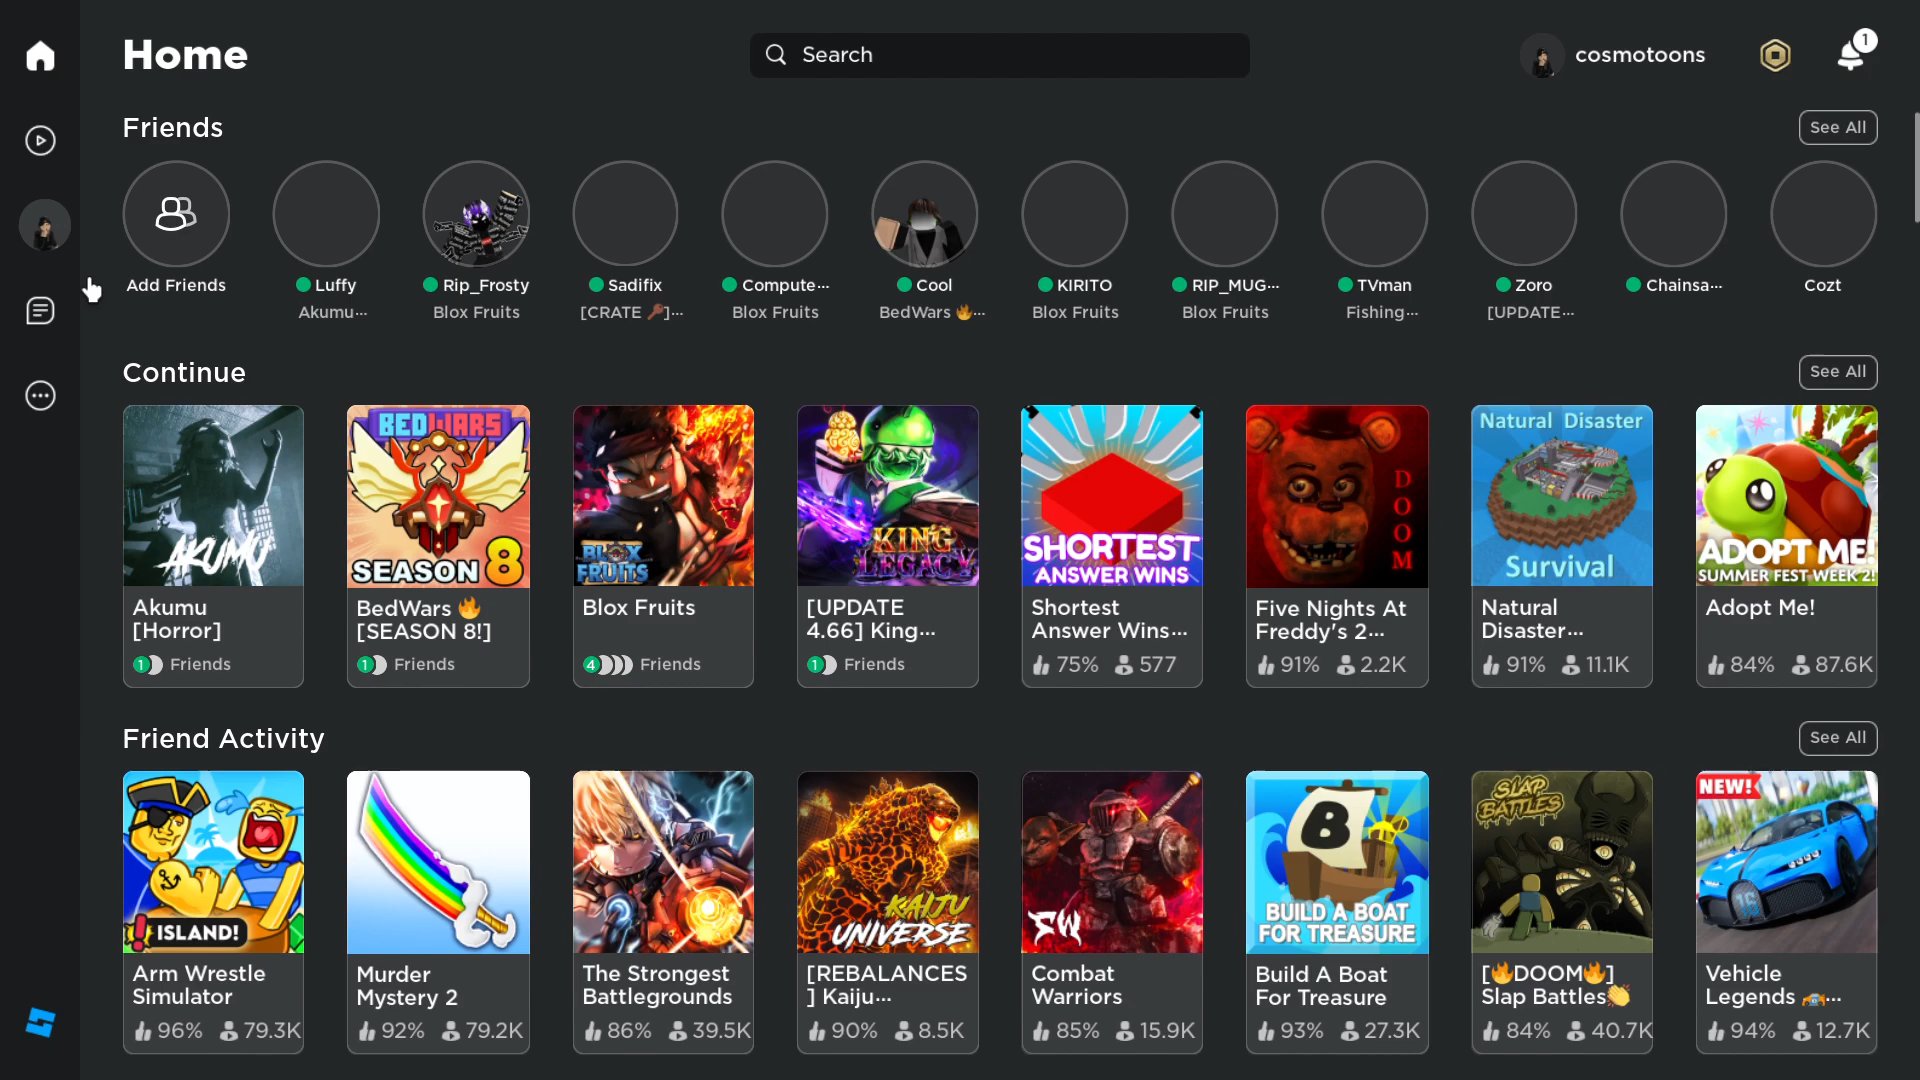 Home
Search
cosmotoons
1
Friends
See All
Add Friends
Luffy
Akumu...
Rip_Frosty
Blox Fruits
Sadifix
[CRATE 🔑]...
Compute...
Blox Fruits
Cool
BedWars 🔥...
KIRITO
Blox Fruits
RIP_MUG...
Blox Fruits
TVman
Fishing...
Zoro
[UPDATE...
Chainsa...
Cozt
Continue
See All
AKUMU
Akumu
[Horror]
1 Friends
BEDWARS
SEASON 8
BedWars 🔥
[SEASON 8!]
1 Friends
BLOX
FRUITS
Blox Fruits
4 Friends
KING
LEGACY
[UPDATE
4.66] King...
1 Friends
SHORTEST
ANSWER WINS
Shortest
Answer Wins...
75% 577
DOOM
Five Nights At
Freddy's 2...
91% 2.2K
Natural Disaster
Survival
Natural
Disaster...
91% 11.1K
ADOPT ME!
SUMMER FEST WEEK 2!
Adopt Me!
84% 87.6K
Friend Activity
See All
! ISLAND!
Arm Wrestle
Simulator
96% 79.3K
Murder
Mystery 2
92% 79.2K
The Strongest
Battlegrounds
86% 39.5K
KAIJU
UNIVERSE
[REBALANCES
] Kaiju...
90% 8.5K
Combat
Warriors
85% 15.9K
B
BUILD A BOAT
FOR TREASURE
Build A Boat
For Treasure
93% 27.3K
SLAP
BATTLES
[🔥DOOM🔥]
Slap Battles👏
84% 40.7K
NEW!
16
Vehicle
Legends 🚙...
94% 12.7K